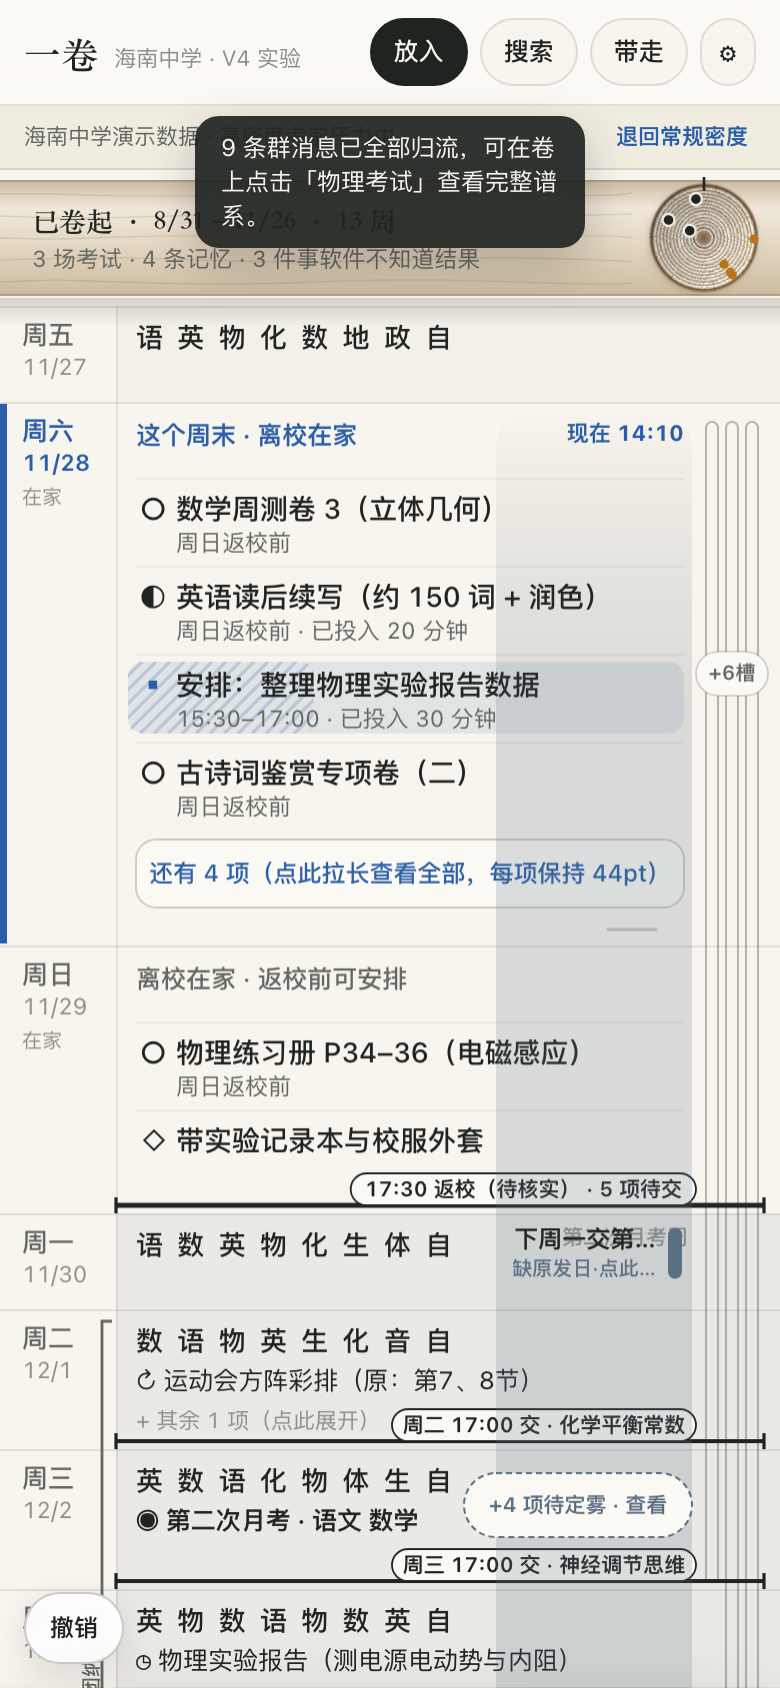 一卷 海南中学 · V4 实验 放入 搜索 带走 ⚙
海南中学演示数据 退回常规密度
9 条群消息已全部归流，可在卷
上点击「物理考试」查看完整谱
系。
已卷起 · 8/31 – 11/26 · 13 周
3 场考试 · 4 条记忆 · 3 件事软件不知道结果
周五
11/27
语 英 物 化 数 地 政 自
周六
11/28
在家
这个周末 · 离校在家 现在 14:10
数学周测卷 3（立体几何）
周日返校前
英语读后续写（约 150 词 + 润色）
周日返校前 · 已投入 20 分钟
安排：整理物理实验报告数据
15:30–17:00 · 已投入 30 分钟
+6槽
古诗词鉴赏专项卷（二）
周日返校前
还有 4 项（点此拉长查看全部，每项保持 44pt）
周日
11/29
在家
离校在家 · 返校前可安排
物理练习册 P34–36（电磁感应）
周日返校前
带实验记录本与校服外套
17:30 返校（待核实） · 5 项待交
周一
11/30
语 数 英 物 化 生 体 自
下周一交第…
缺原发日·点此…
周二
12/1
数 语 物 英 生 化 音 自
↻ 运动会方阵彩排（原：第7、8节）
+ 其余 1 项（点此展开）
周二 17:00 交 · 化学平衡常数
周三
12/2
英 数 语 化 物 体 生 自
◉ 第二次月考 · 语文 数学
+4 项待定雾 · 查看
周三 17:00 交 · 神经调节思维
英 物 数 语 物 数 英 自
物理实验报告（测电源电动势与内阻）
撤销